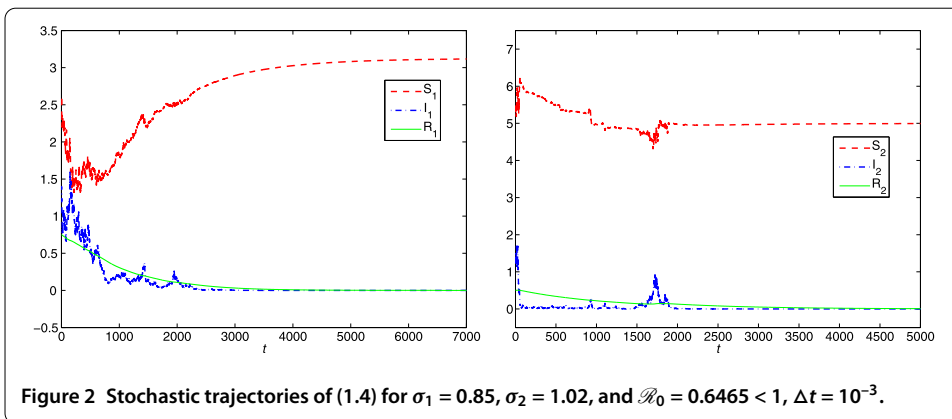 3.5
3
2.5
2
1.5
1
0.5
0
−0.5
0 1000 2000 3000 4000 5000 6000 7000
t
S1
I1
R1
7
6
5
4
3
2
1
0
0 500 1000 1500 2000 2500 3000 3500 4000 4500 5000
t
S2
I2
R2
Figure 2 Stochastic trajectories of (1.4) for σ1 = 0.85, σ2 = 1.02, and ℛ0 = 0.6465 < 1, Δt = 10⁻³.